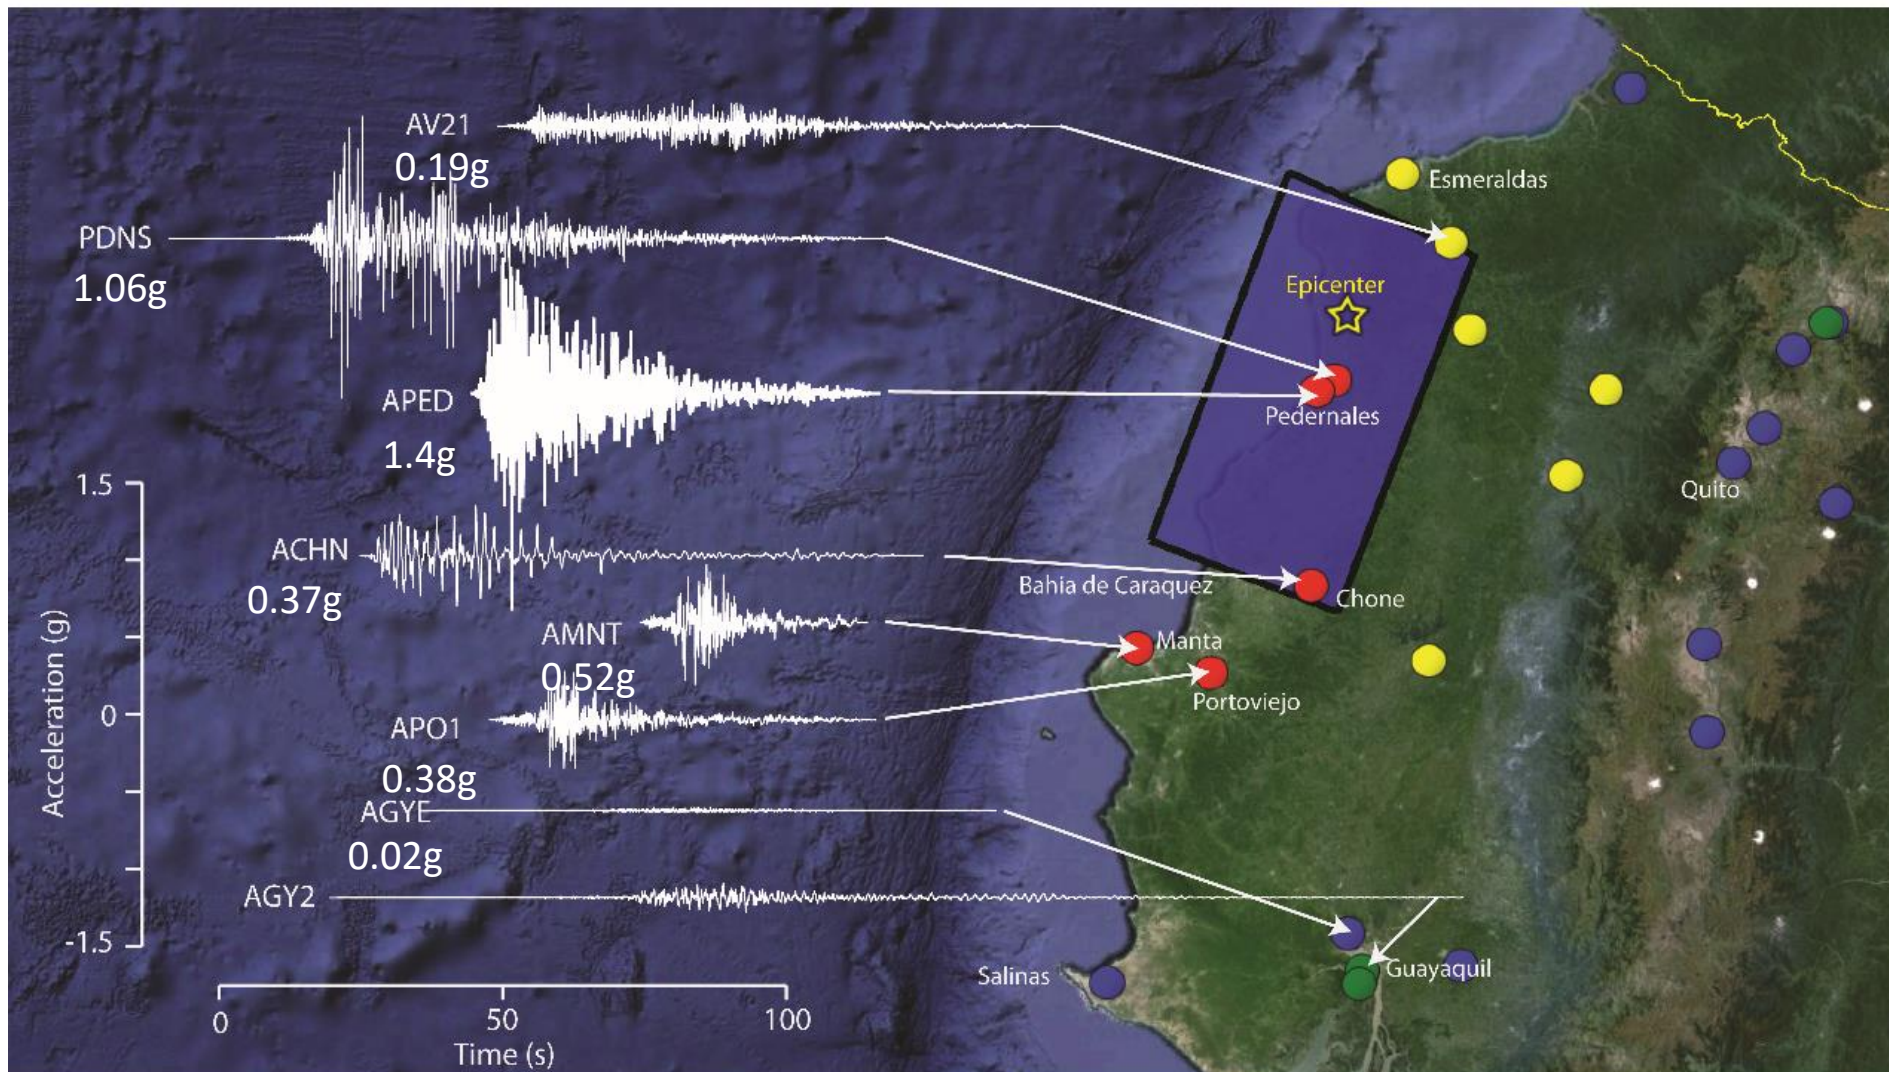 AV21
0.19g
Esmeraldas
PDNS
1.06g
Epicenter
APED
1.4g
Pedernales
1.5
Quito
ACHN
0.37g
Bahia de Caraquez
Chone
AMNT
0.52g
Manta
Portoviejo
0
APO1
0.38g
Acceleration (g)
AGYE
0.02g
AGY2
-1.5
Salinas
Guayaquil
0
50
100
Time (s)